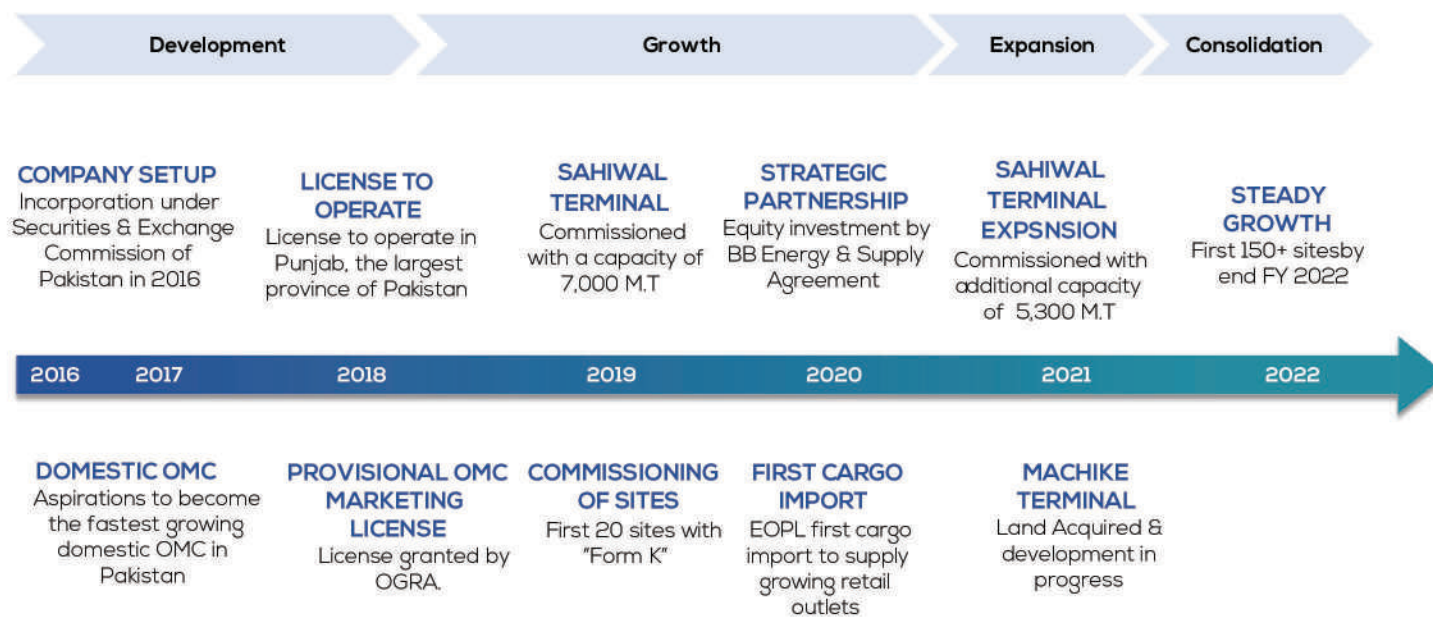 Development
Growth
Expansion
Consolidation
COMPANY SETUP
Incorporation under
Securities & Exchange
Commission of
Pakistan in 2016
LICENSE TO
OPERATE
License to operate in
Punjab, the largest
province of Pakistan
SAHIWAL
TERMINAL
Commissioned
with a capacity of
7,000 M.T
STRATEGIC
PARTNERSHIP
Equity investment by
BB Energy & Supply
Agreement
SAHIWAL
TERMINAL
EXPSNSION
Commissioned with
additional capacity
of 5,300 M.T
STEADY
GROWTH
First 150+ sitesby
end FY 2022
2016
2017
2018
2019
2020
2021
2022
DOMESTIC OMC
Aspirations to become
the fastest growing
domestic OMC in
Pakistan
PROVISIONAL OMC
MARKETING
LICENSE
License granted by
OGRA.
COMMISSIONING
OF SITES
First 20 sites with
"Form K"
FIRST CARGO
IMPORT
EOPL first cargo
import to supply
growing retail
outlets
MACHIKE
TERMINAL
Land Acquired &
development in
progress